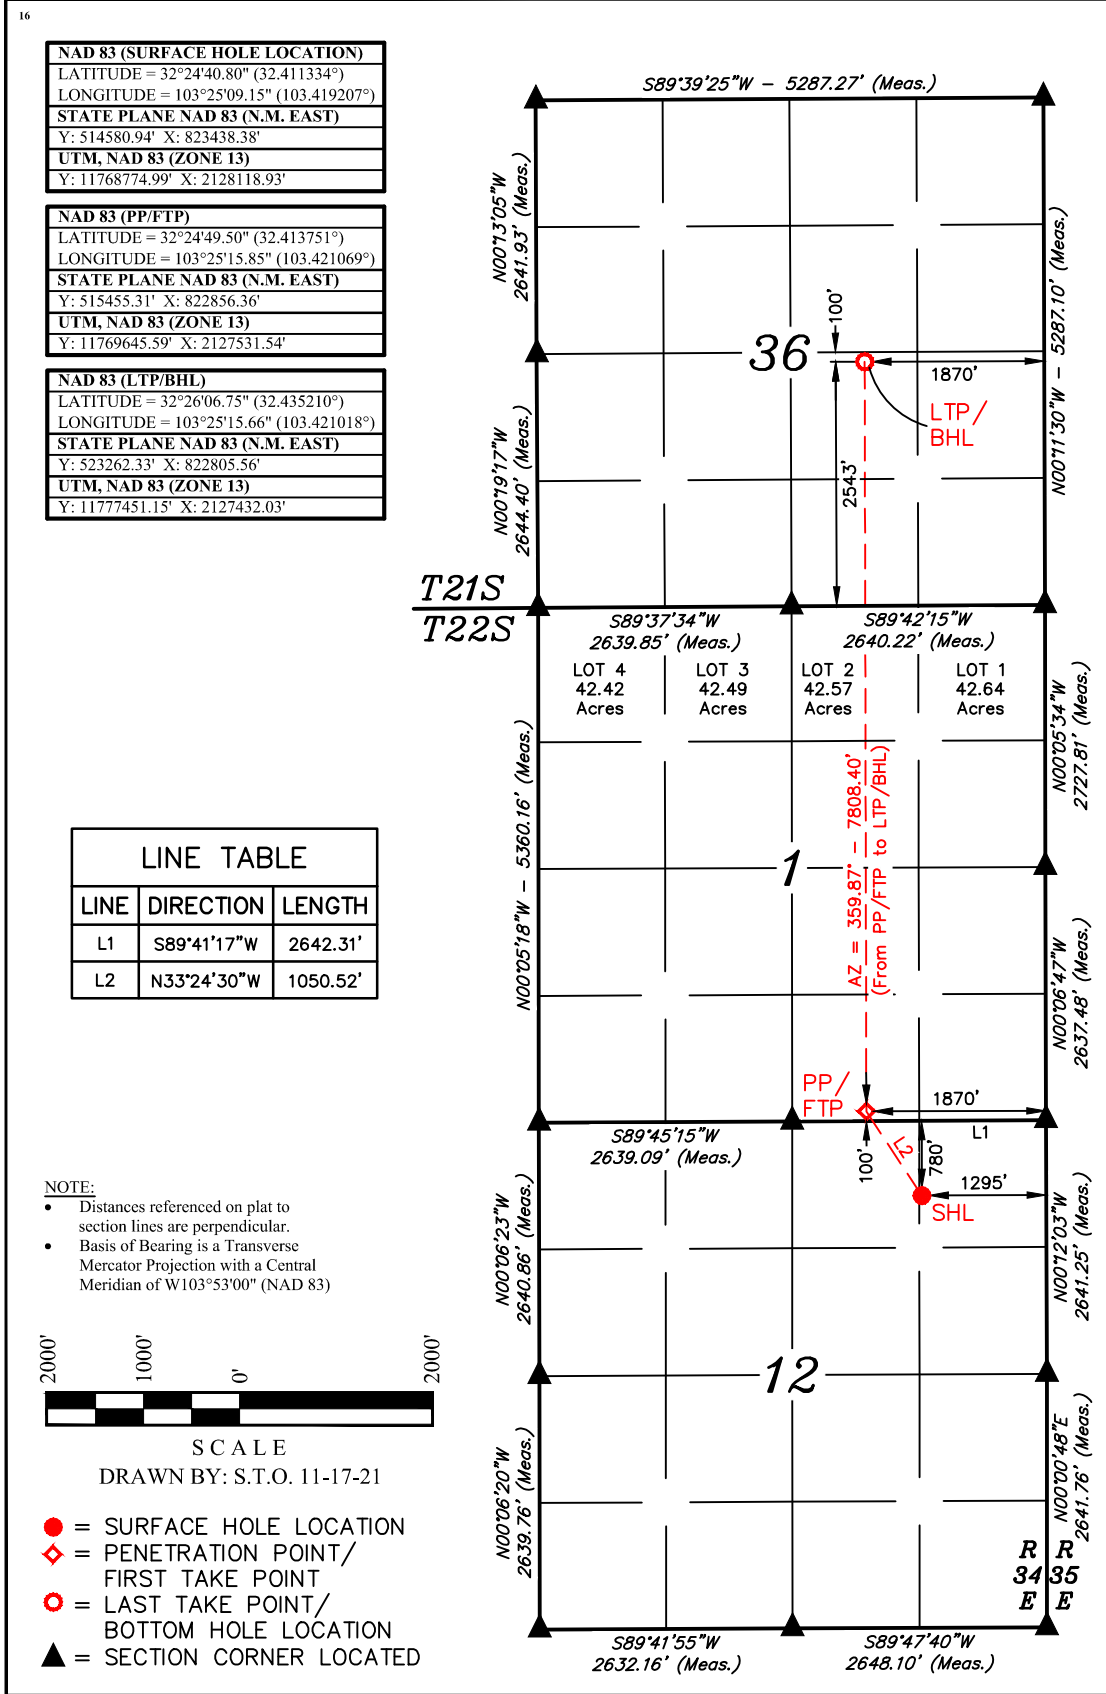 16
NAD 83 (SURFACE HOLE LOCATION)
LATITUDE = 32°24'40.80" (32.411334°)
LONGITUDE = 103°25'09.15" (103.419207°)
STATE PLANE NAD 83 (N.M. EAST)
Y: 514580.94' X: 823438.38'
UTM, NAD 83 (ZONE 13)
Y: 11768774.99' X: 2128118.93'
NAD 83 (PP/FTP)
LATITUDE = 32°24'49.50" (32.413751°)
LONGITUDE = 103°25'15.85" (103.421069°)
STATE PLANE NAD 83 (N.M. EAST)
Y: 515455.31' X: 822856.36'
UTM, NAD 83 (ZONE 13)
Y: 11769645.59' X: 2127531.54'
NAD 83 (LTP/BHL)
LATITUDE = 32°26'06.75" (32.435210°)
LONGITUDE = 103°25'15.66" (103.421018°)
STATE PLANE NAD 83 (N.M. EAST)
Y: 523262.33' X: 822805.56'
UTM, NAD 83 (ZONE 13)
Y: 11777451.15' X: 2127432.03'
S89°39'25"W - 5287.27' (Meas.)
N00°13'05"W
2641.93' (Meas.)
N00°11'30"W - 5287.10' (Meas.)
100'
36
1870'
LTP/
BHL
N00°19'17"W
2644.40' (Meas.)
2543'
T21S
T22S
S89°37'34"W
2639.85' (Meas.)
S89°42'15"W
2640.22' (Meas.)
LOT 4
42.42
Acres
LOT 3
42.49
Acres
LOT 2
42.57
Acres
LOT 1
42.64
Acres
N00°05'34"W
2727.81' (Meas.)
N00°05'18"W - 5360.16' (Meas.)
AZ = 359.87° - 7808.40'
(From PP/FTP to LTP/BHL)
1
LINE TABLE
LINE DIRECTION LENGTH
L1 S89°41'17"W 2642.31'
L2 N33°24'30"W 1050.52'
N00°06'47"W
2637.48' (Meas.)
PP/
FTP
1870'
L1
S89°45'15"W
2639.09' (Meas.)
100'
L2
780'
1295'
SHL
N00°06'23"W
2640.86' (Meas.)
N00°12'03"W
2641.25' (Meas.)
NOTE:
• Distances referenced on plat to
section lines are perpendicular.
• Basis of Bearing is a Transverse
Mercator Projection with a Central
Meridian of W103°53'00" (NAD 83)
2000'
1000'
0'
2000'
SCALE
DRAWN BY: S.T.O. 11-17-21
12
N00°06'20"W
2639.76' (Meas.)
N00°00'48"E
2641.76' (Meas.)
= SURFACE HOLE LOCATION
= PENETRATION POINT/
FIRST TAKE POINT
= LAST TAKE POINT/
BOTTOM HOLE LOCATION
= SECTION CORNER LOCATED
R R
34 35
E E
S89°41'55"W
2632.16' (Meas.)
S89°47'40"W
2648.10' (Meas.)